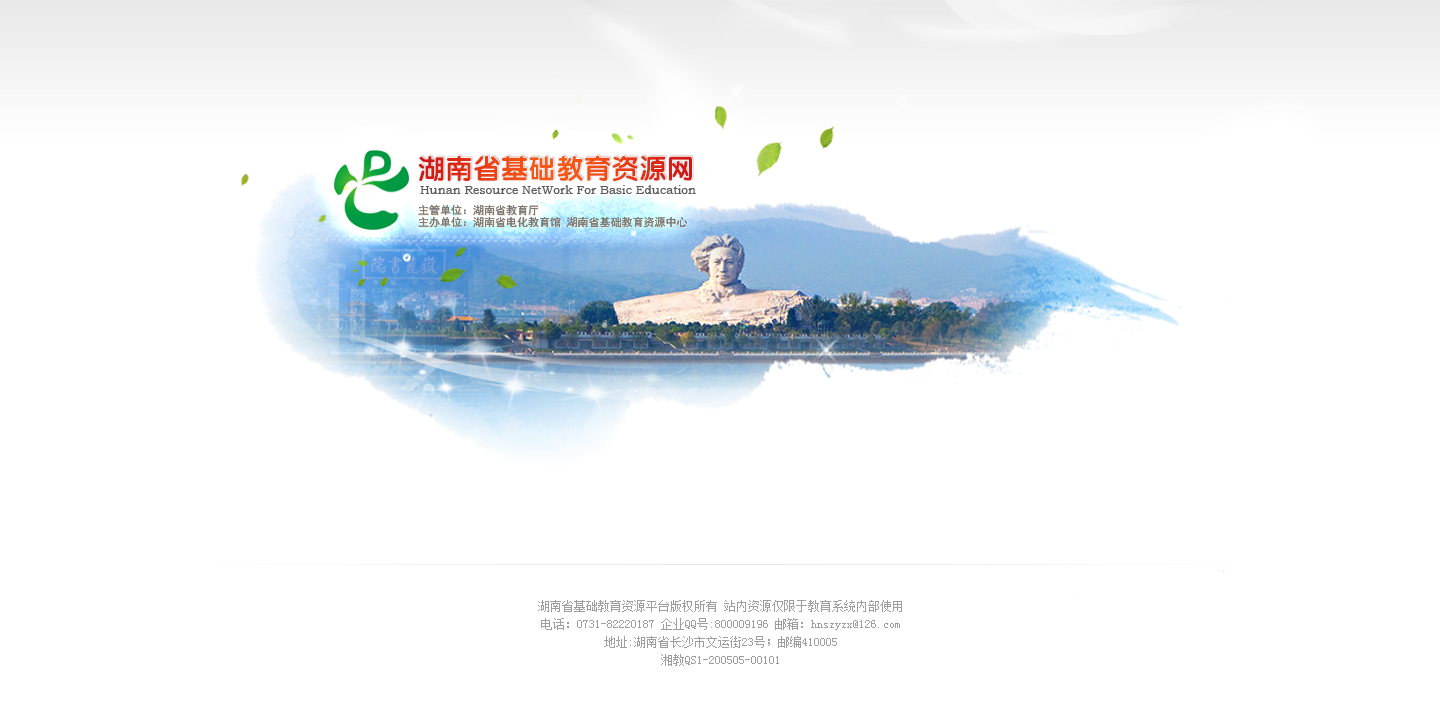 湖南省基础教育资源网
Hunan Resource NetWork For Basic Education
主管单位：湖南省教育厅
主办单位：湖南省电化教育馆 湖南省基础教育资源中心
院書麓嶽
湖南省基础教育资源平台版权所有 站内资源仅限于教育系统内部使用
电话：0731-82220187 企业QQ号:800009196 邮箱：hnszyzx@126.com
地址:湖南省长沙市文运街23号；邮编410005
湘教QS1-200505-00101